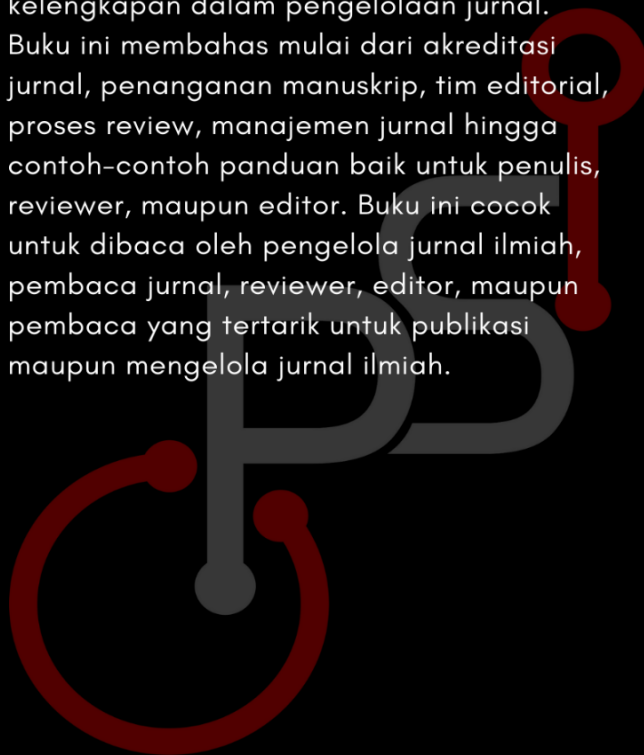 kelengkapan dalam pengelolaan jurnal.
Buku ini membahas mulai dari akreditasi
jurnal, penanganan manuskrip, tim editorial,
proses review, manajemen jurnal hingga
contoh-contoh panduan baik untuk penulis,
reviewer, maupun editor. Buku ini cocok
untuk dibaca oleh pengelola jurnal ilmiah,
pembaca jurnal, reviewer, editor, maupun
pembaca yang tertarik untuk publikasi
maupun mengelola jurnal ilmiah.